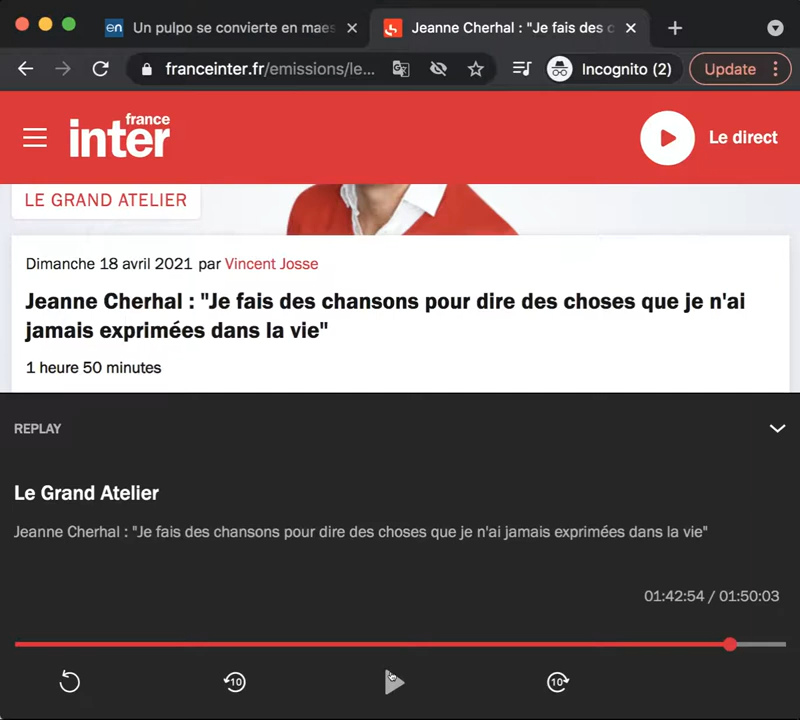 en Un pulpo se convierte en maes
Jeanne Cherhal : "Je fais des c
franceinter.fr/emissions/le...
Incognito (2)
Update
france
inter
Le direct
LE GRAND ATELIER
Dimanche 18 avril 2021 par Vincent Josse
Jeanne Cherhal : "Je fais des chansons pour dire des choses que je n'ai
jamais exprimées dans la vie"
1 heure 50 minutes
REPLAY
Le Grand Atelier
Jeanne Cherhal : "Je fais des chansons pour dire des choses que je n'ai jamais exprimées dans la vie"
01:42:54 / 01:50:03
10
10